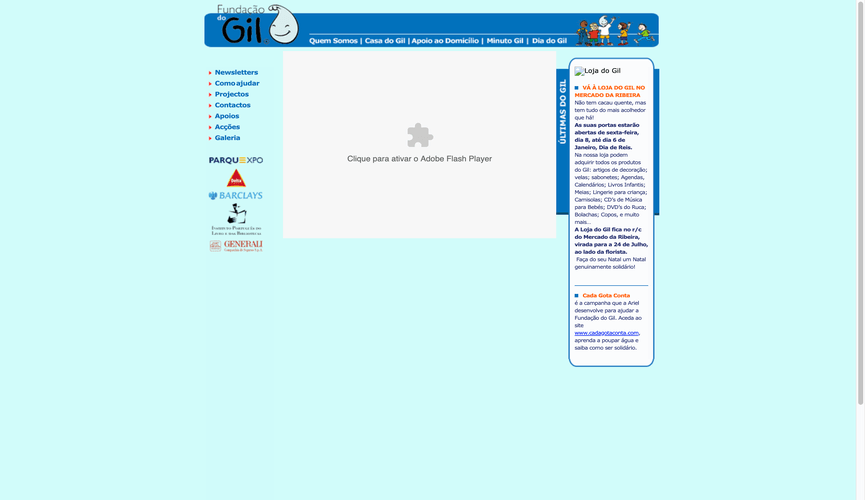 Fundação
do
Gil
Quem Somos | Casa do Gil | Apoio ao Domicílio | Minuto Gil | Dia do Gil
Newsletters
Como ajudar
Projectos
Contactos
Apoios
Acções
Galeria
PARQUE EXPO
Delta
BARCLAYS
Instituto Português do
Livro e das Bibliotecas
GENERALI
Clique para ativar o Adobe Flash Player
ÚLTIMAS DO GIL
Loja do Gil
VÁ À LOJA DO GIL NO
MERCADO DA RIBEIRA
Não tem cacau quente, mas
tem tudo do mais acolhedor
que há!
As suas portas estarão
abertas de sexta-feira,
dia 8, até dia 6 de
Janeiro, Dia de Reis.
Na nossa loja podem
adquirir todos os produtos
do Gil: artigos de decoração;
velas; sabonetes; Agendas,
Calendários; Livros Infantis;
Meias; Lingerie para criança;
Camisolas; CD's de Música
para Bebés; DVD's do Ruca;
Bolachas; Copos, e muito
mais...
A Loja do Gil fica no r/c
do Mercado da Ribeira,
virada para a 24 de Julho,
ao lado da florista.
Faça do seu Natal um Natal
genuinamente solidário!
Cada Gota Conta
é a campanha que a Ariel
desenvolve para ajudar a
Fundação do Gil. Aceda ao
site
www.cadagotaconta.com,
aprenda a poupar água e
saiba como ser solidário.